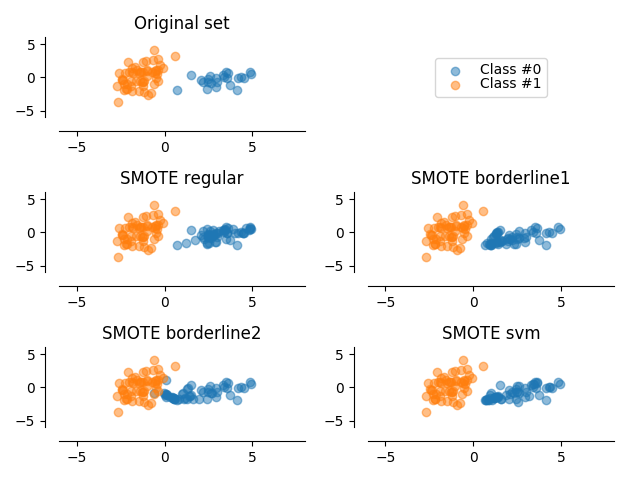 Original set
5
0
−5
−5 0 5
Class #0
Class #1
SMOTE regular
5
0
−5
−5 0 5
SMOTE borderline1
5
0
−5
−5 0 5
SMOTE borderline2
5
0
−5
−5 0 5
SMOTE svm
5
0
−5
−5 0 5